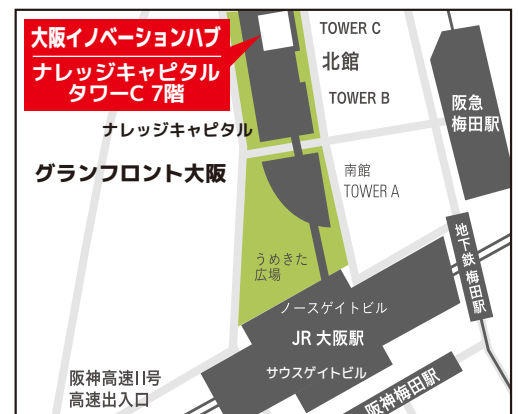 大阪イノベーションハブ
ナレッジキャピタル
タワーC 7階
TOWER C
北館
TOWER B
阪急
梅田駅
ナレッジキャピタル
グランフロント大阪
南館
TOWER A
地下鉄梅田駅
うめきた
広場
ノースゲイトビル
JR 大阪駅
サウスゲイトビル
阪神高速11号
高速出入口
阪神梅田駅